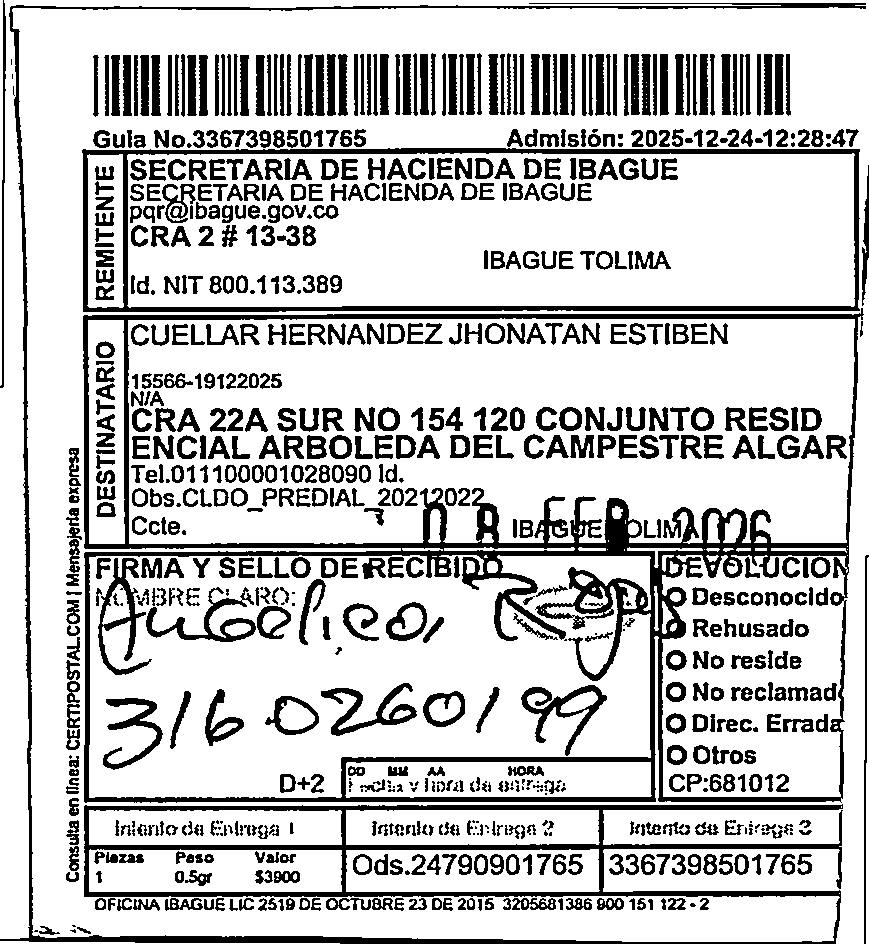 Guia No.3367398501765 Admisión: 2025-12-24-12:28:47
REMITENTE
SECRETARIA DE HACIENDA DE IBAGUE
SECRETARIA DE HACIENDA DE IBAGUE
pqr@ibague.gov.co
CRA 2 # 13-38
IBAGUE TOLIMA
Id. NIT 800.113.389
DESTINATARIO
CUELLAR HERNANDEZ JHONATAN ESTIBEN
15566-19122025
N/A
CRA 22A SUR NO 154 120 CONJUNTO RESID
ENCIAL ARBOLEDA DEL CAMPESTRE ALGAR
Tel.011100001028090 Id.
Obs.CLDO_PREDIAL_20212022
Ccte. IBAGUE TOLIMA
08 FEB 2026
FIRMA Y SELLO DE RECIBIDO
NOMBRE CLARO:
Angelica
316 0260199
D+2
DD MM AA HORA
Fecha y hora de entrega
DEVOLUCION
Desconocido
Rehusado
No reside
No reclamad
Direc. Errada
Otros
CP:681012
Intento de Entrega 1 Intento de Entrega 2 Intento de Entrega 3
Piezas Peso Valor
1 0.5gr $3900
Ods.24790901765 3367398501765
OFICINA IBAGUE LIC 2519 DE OCTUBRE 23 DE 2015 3205681386 900 151 122 - 2
Consulta en línea: CERTIPOSTAL.COM | Mensajería expresa